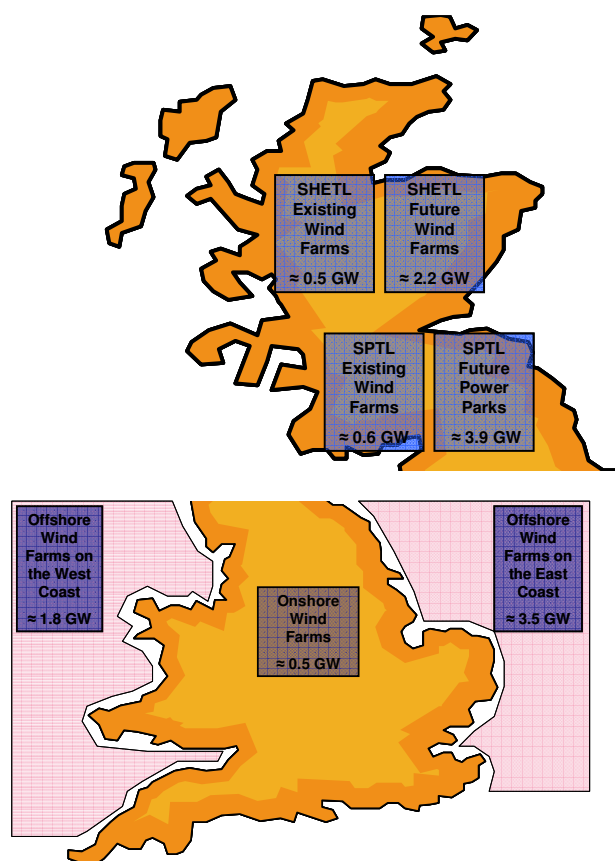 SHETL
Existing
Wind
Farms
≈ 0.5 GW
SHETL
Future
Wind
Farms
≈ 2.2 GW
SPTL
Existing
Wind
Farms
≈ 0.6 GW
SPTL
Future
Power
Parks
≈ 3.9 GW
Offshore
Wind
Farms on
the West
Coast
≈ 1.8 GW
Onshore
Wind
Farms
≈ 0.5 GW
Offshore
Wind
Farms on
the East
Coast
≈ 3.5 GW